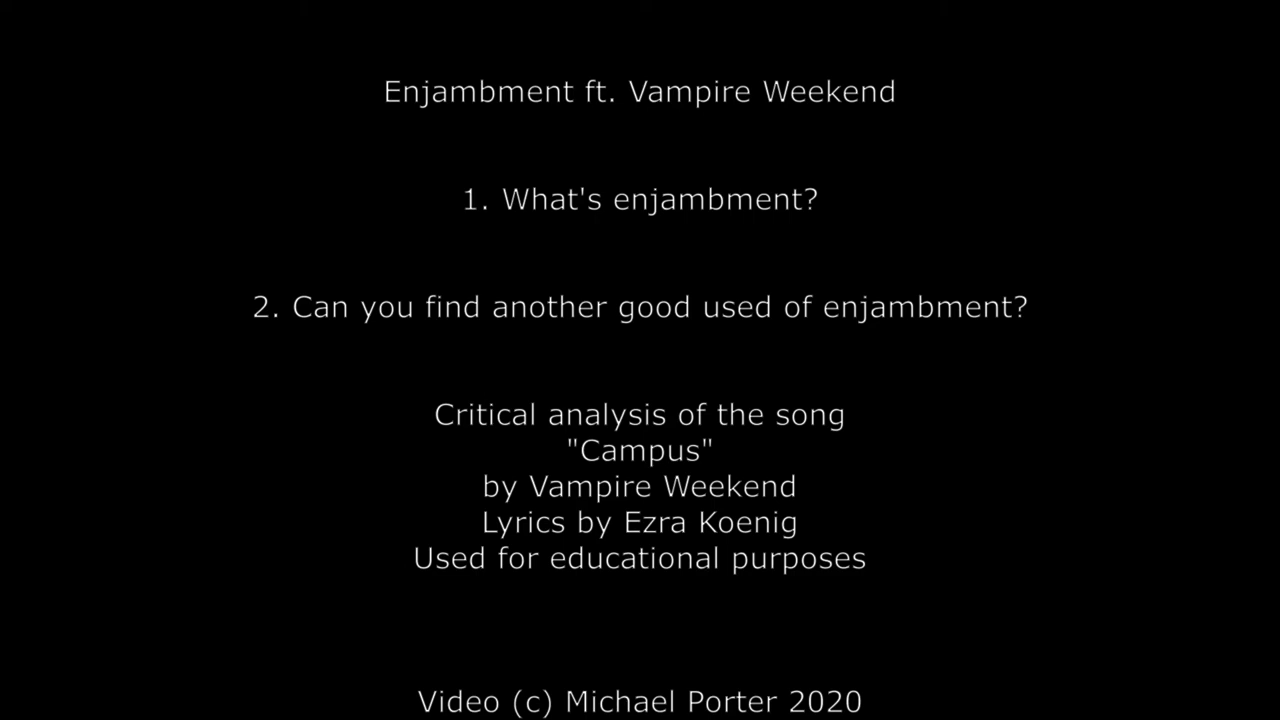 Enjambment ft. Vampire Weekend
1. What's enjambment?
2. Can you find another good used of enjambment?
Critical analysis of the song
"Campus"
by Vampire Weekend
Lyrics by Ezra Koenig
Used for educational purposes
Video (c) Michael Porter 2020